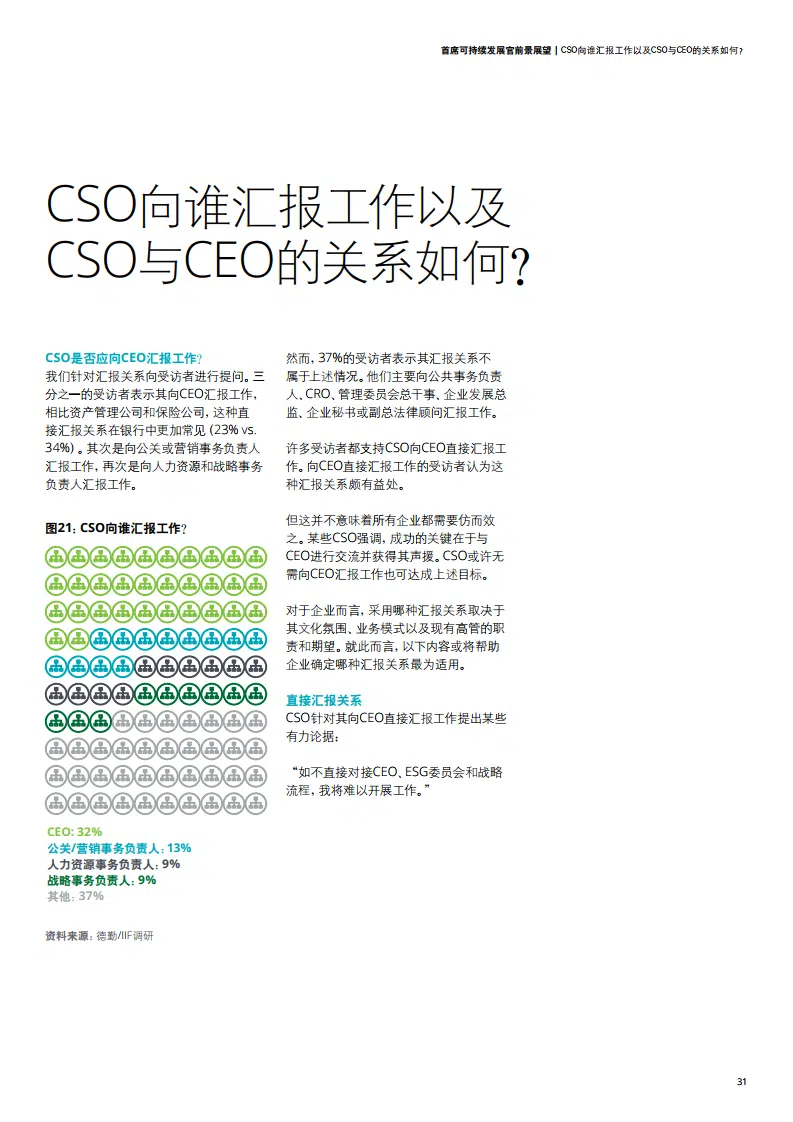 首席可持续发展官前景展望 | CSO向谁汇报工作以及CSO与CEO的关系如何?
CSO向谁汇报工作以及
CSO与CEO的关系如何?
CSO是否应向CEO汇报工作?
我们针对汇报关系向受访者进行提问。三
分之一的受访者表示其向CEO汇报工作,
相比资产管理公司和保险公司,这种直
接汇报关系在银行中更加常见 (23% vs.
34%) 。其次是向公关或营销事务负责人
汇报工作,再次是向人力资源和战略事务
负责人汇报工作。
图21: CSO向谁汇报工作?
CEO: 32%
公关/营销事务负责人: 13%
人力资源事务负责人: 9%
战略事务负责人: 9%
其他: 37%
资料来源: 德勤/IIF调研
然而, 37%的受访者表示其汇报关系不
属于上述情况。他们主要向公共事务负责
人、CRO、管理委员会总干事、企业发展总
监、企业秘书或副总法律顾问汇报工作。
许多受访者都支持CSO向CEO直接汇报工
作。向CEO直接汇报工作的受访者认为这
种汇报关系颇有益处。
但这并不意味着所有企业都需要仿而效
之。某些CSO强调, 成功的关键在于与
CEO进行交流并获得其声援。CSO或许无
需向CEO汇报工作也可达成上述目标。
对于企业而言, 采用哪种汇报关系取决于
其文化氛围、业务模式以及现有高管的职
责和期望。就此而言, 以下内容或将帮助
企业确定哪种汇报关系最为适用。
直接汇报关系
CSO针对其向CEO直接汇报工作提出某些
有力论据:
“如不直接对接CEO、ESG委员会和战略
流程, 我将难以开展工作。”
31